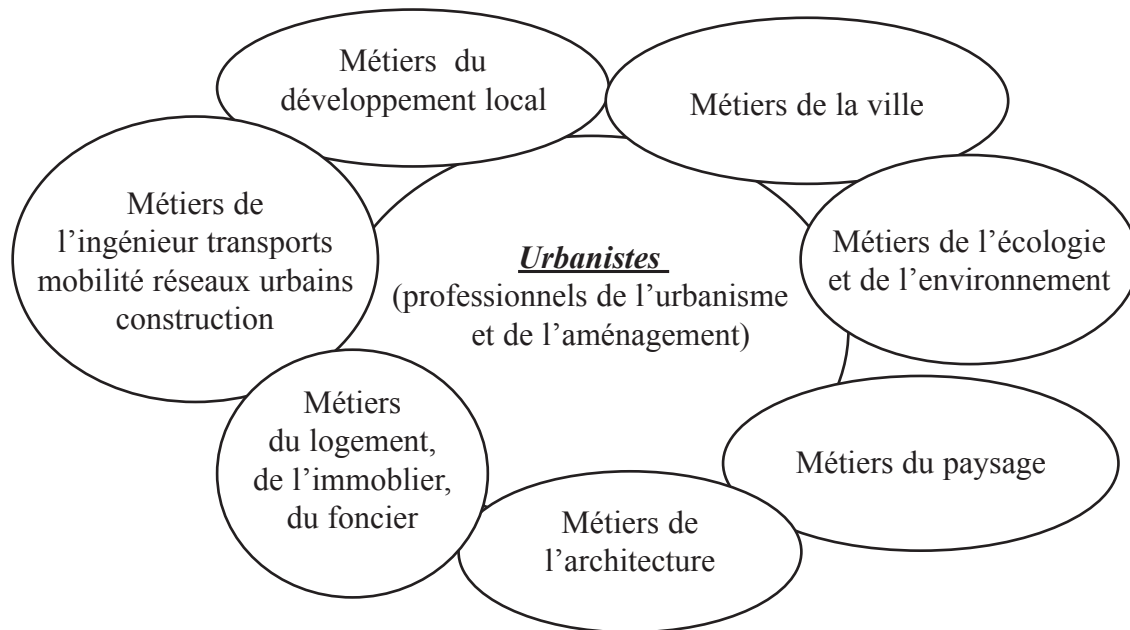 Métiers du
développement local
Métiers de la ville
Métiers de
l’ingénieur transports
mobilité réseaux urbains
construction
Urbanistes
(professionnels de l’urbanisme
et de l’aménagement)
Métiers de l’écologie
et de l’environnement
Métiers
du logement,
de l’immoblier,
du foncier
Métiers de
l’architecture
Métiers du paysage